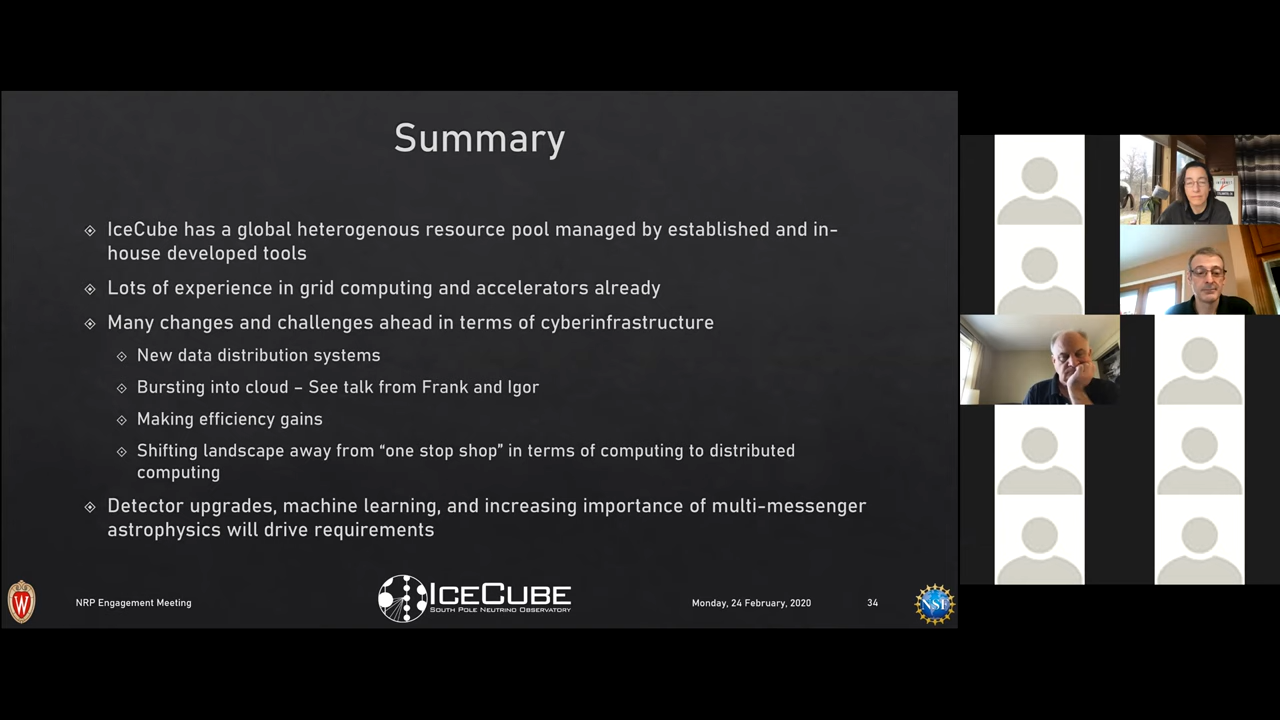 Summary
IceCube has a global heterogenous resource pool managed by established and in-
house developed tools
Lots of experience in grid computing and accelerators already
Many changes and challenges ahead in terms of cyberinfrastructure
New data distribution systems
Bursting into cloud – See talk from Frank and Igor
Making efficiency gains
Shifting landscape away from “one stop shop” in terms of computing to distributed
computing
Detector upgrades, machine learning, and increasing importance of multi-messenger
astrophysics will drive requirements
W
NRP Engagement Meeting
ICECUBE
SOUTH POLE NEUTRINO OBSERVATORY
Monday, 24 February, 2020
34
NSF